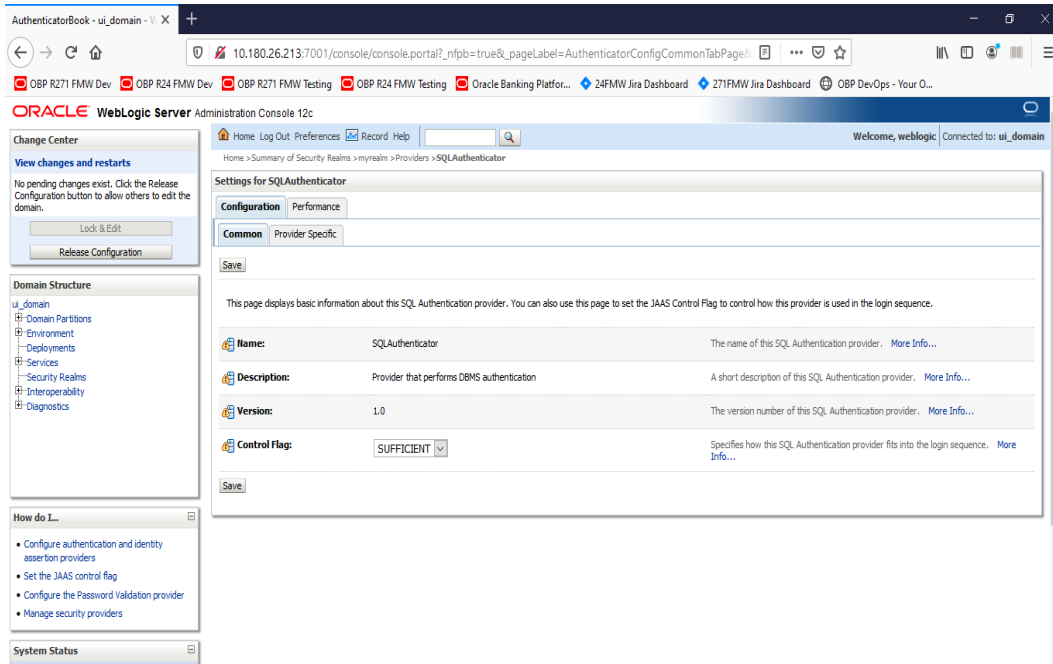 AuthenticatorBook - ui_domain - W
10.180.26.213:7001/console/console.portal?_nfpb=true&_pageLabel=AuthenticatorConfigCommonTabPage&
OBP R271 FMW Dev OBP R24 FMW Dev OBP R271 FMW Testing OBP R24 FMW Testing Oracle Banking Platfor... 24FMW Jira Dashboard 271FMW Jira Dashboard OBP DevOps - Your O...
ORACLE WebLogic Server Administration Console 12c
Change Center
View changes and restarts
No pending changes exist. Click the Release
Configuration button to allow others to edit the
domain.
Lock & Edit
Release Configuration
Domain Structure
ui_domain
Domain Partitions
Environment
Deployments
Services
Security Realms
Interoperability
Diagnostics
How do I...
Configure authentication and identity
assertion providers
Set the JAAS control flag
Configure the Password Validation provider
Manage security providers
System Status
Home Log Out Preferences Record Help
Welcome, weblogic Connected to: ui_domain
Home >Summary of Security Realms >myrealm >Providers >SQLAuthenticator
Settings for SQLAuthenticator
Configuration Performance
Common Provider Specific
Save
This page displays basic information about this SQL Authentication provider. You can also use this page to set the JAAS Control Flag to control how this provider is used in the login sequence.
Name: SQLAuthenticator The name of this SQL Authentication provider. More Info...
Description: Provider that performs DBMS authentication A short description of this SQL Authentication provider. More Info...
Version: 1.0 The version number of this SQL Authentication provider. More Info...
Control Flag: SUFFICIENT Specifies how this SQL Authentication provider fits into the login sequence. More
Info...
Save